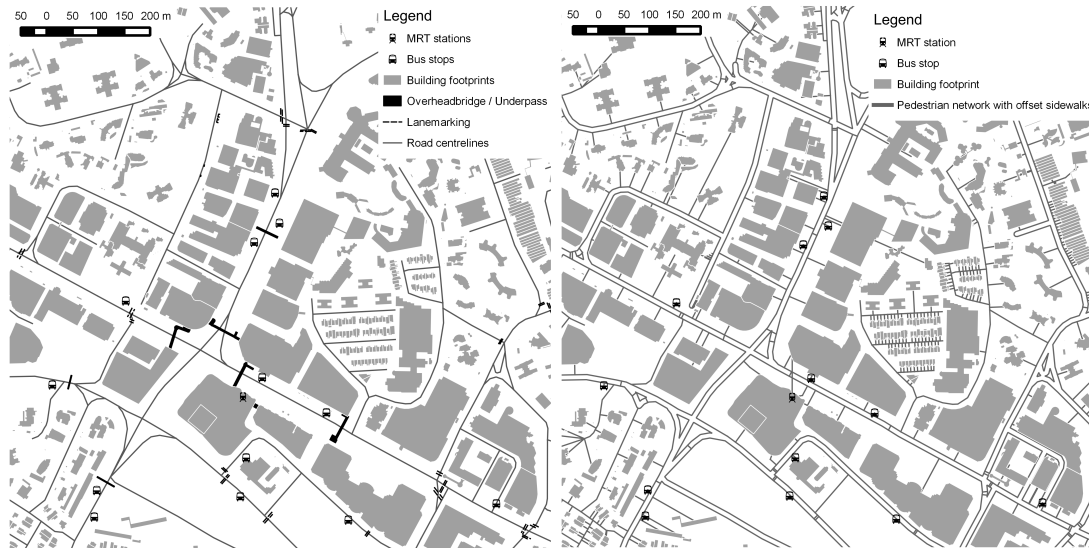 50 0 50 100 150 200 m
Legend
MRT stations
Bus stops
Building footprints
Overheadbridge / Underpass
Lanemarking
Road centrelines
50 0 50 100 150 200 m
Legend
MRT station
Bus stop
Building footprint
Pedestrian network with offset sidewalks